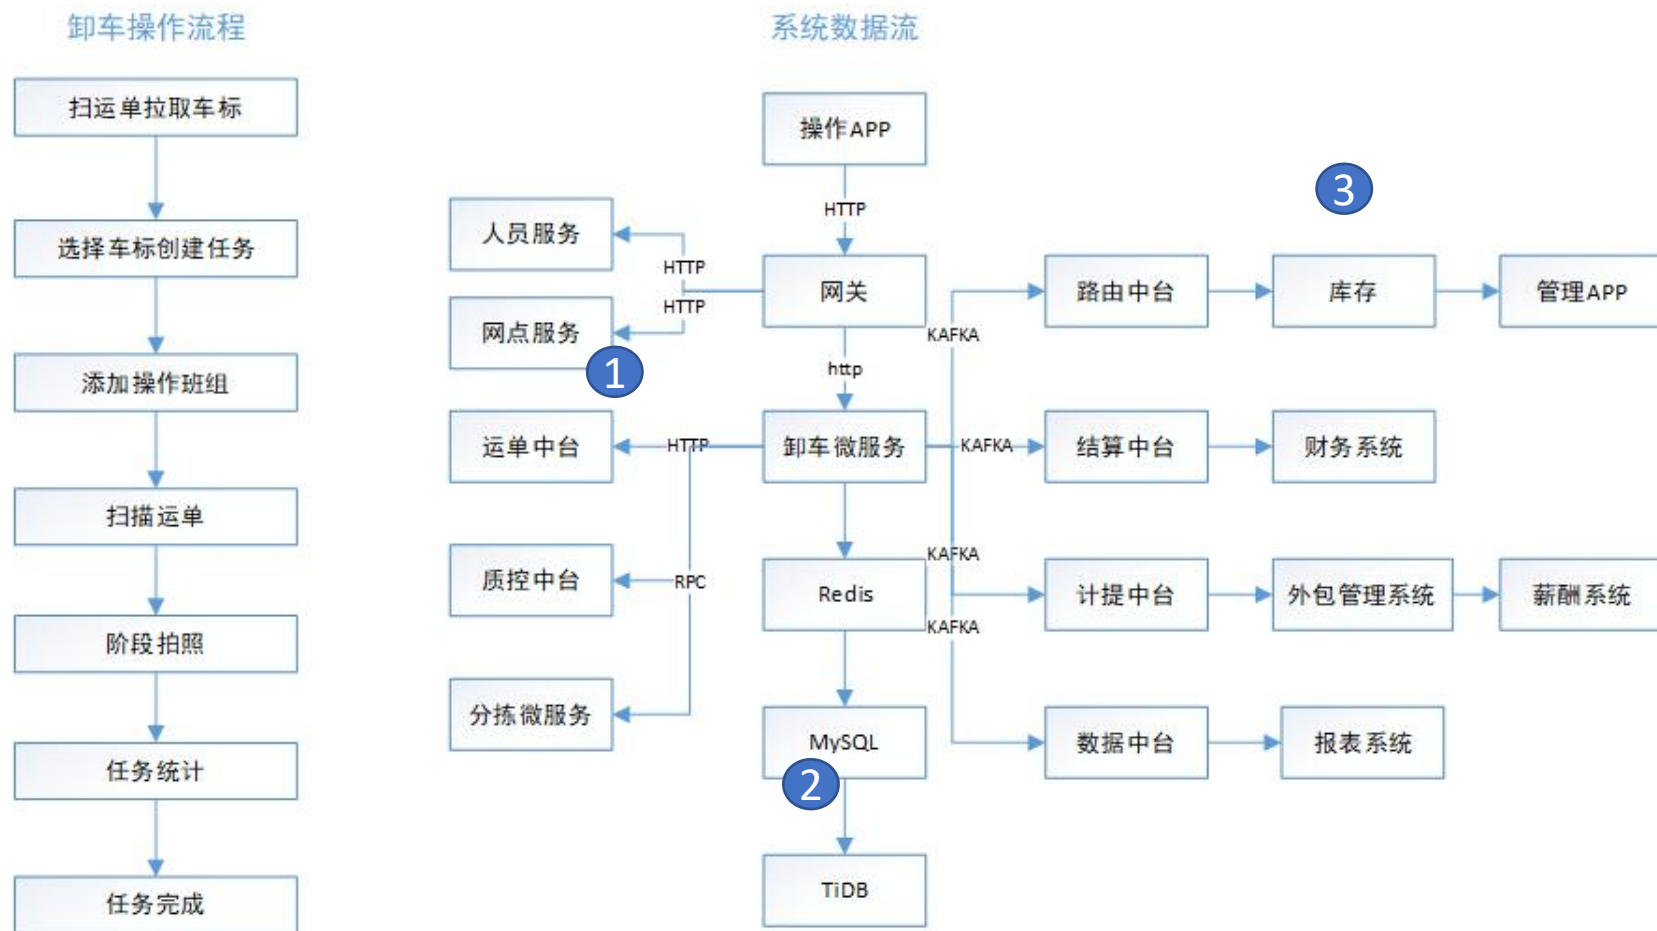 卸车操作流程
扫运单拉取车标
选择车标创建任务
添加操作班组
扫描运单
阶段拍照
任务统计
任务完成
系统数据流
操作APP
HTTP
人员服务
HTTP
网关
HTTP
网点服务
1
http
运单中台
HTTP
卸车微服务
质控中台
RPC
Redis
分拣微服务
MySQL
2
TiDB
3
KAFKA
路由中台
库存
管理APP
KAFKA
结算中台
财务系统
KAFKA
计提中台
外包管理系统
薪酬系统
KAFKA
数据中台
报表系统